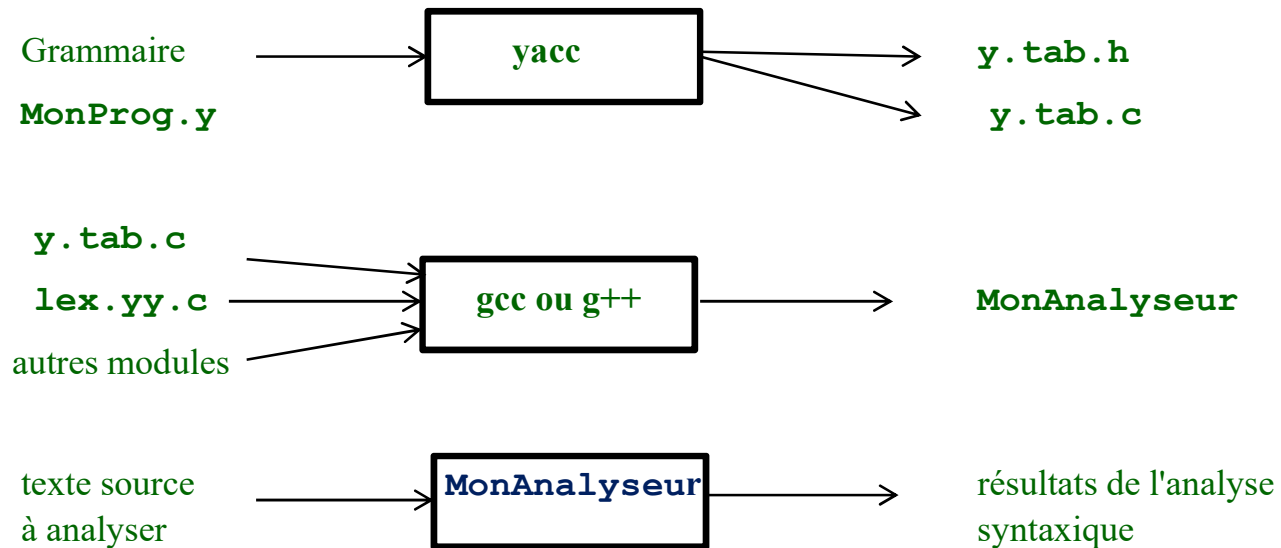 Grammaire
yacc
y.tab.h
MonProg.y
y.tab.c
y.tab.c
lex.yy.c
gcc ou g++
MonAnalyseur
autres modules
texte source
à analyser
MonAnalyseur
résultats de l'analyse
syntaxique